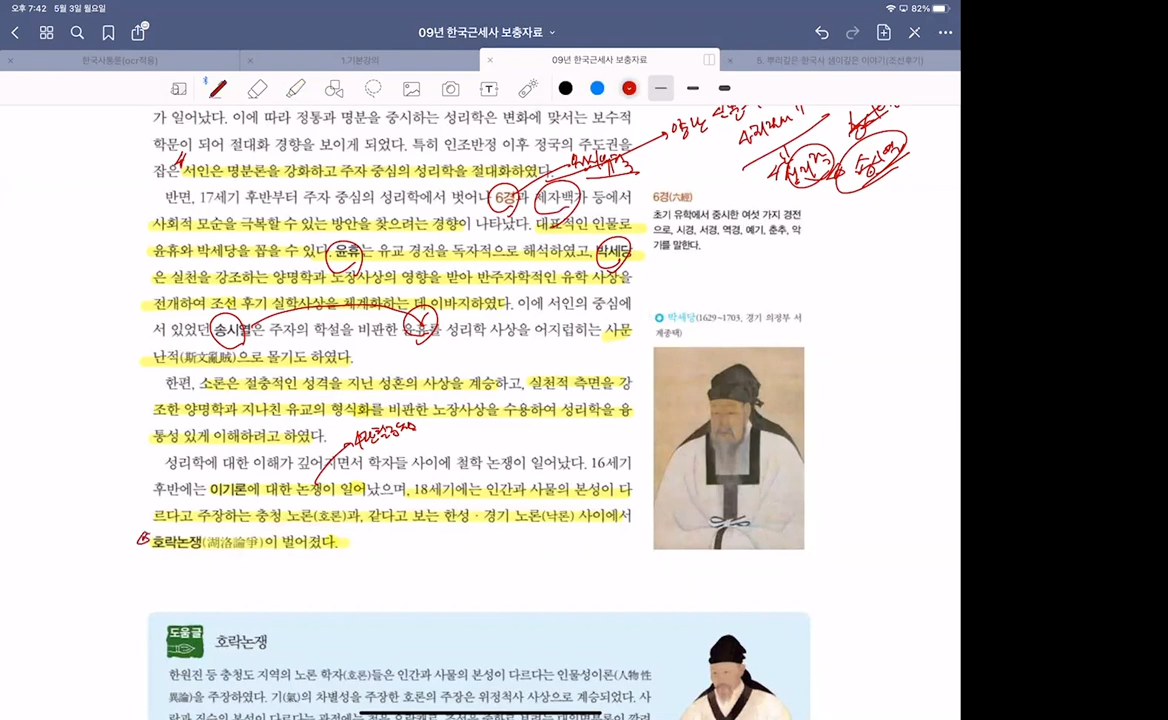 오후 7:42 5월 3일 월요일
82%
09년 한국근세사 보충자료
한국사통론(ocr적용)
1.기본강의
09년 한국근세사 보충자료
5. 뿌리깊은 한국사 샘이깊은 이야기(조선후기)
가 일어났다. 이에 따라 정통과 명분을 중시하는 성리학은 변화에 맞서는 보수적
학문이 되어 절대화 경향을 보이게 되었다. 특히 인조반정 이후 정국의 주도권을
잡은 서인은 명분론을 강화하고 주자 중심의 성리학을 절대화하였다.
반면, 17세기 후반부터 주자 중심의 성리학에서 벗어나 6경과 제자백가 등에서
사회적 모순을 극복할 수 있는 방안을 찾으려는 경향이 나타났다. 대표적인 인물로
윤휴와 박세당을 꼽을 수 있다. 윤휴는 유교 경전을 독자적으로 해석하였고, 박세당
은 실천을 강조하는 양명학과 노장사상의 영향을 받아 반주자학적인 유학 사상을
전개하여 조선 후기 실학사상을 체계화하는 데 이바지하였다. 이에 서인의 중심에
서 있었던 송시열은 주자의 학설을 비판한 윤휴를 성리학 사상을 어지럽히는 사문
난적(斯文亂賊)으로 몰기도 하였다.
한편, 소론은 절충적인 성격을 지닌 성혼의 사상을 계승하고, 실천적 측면을 강
조한 양명학과 지나친 유교의 형식화를 비판한 노장사상을 수용하여 성리학을 융
통성 있게 이해하려고 하였다.
성리학에 대한 이해가 깊어지면서 학자들 사이에 철학 논쟁이 일어났다. 16세기
후반에는 이기론에 대한 논쟁이 일어났으며, 18세기에는 인간과 사물의 본성이 다
르다고 주장하는 충청 노론(호론)과, 같다고 보는 한성·경기 노론(낙론) 사이에서
호락논쟁(湖洛論爭)이 벌어졌다.
6경(六經)
초기 유학에서 중시한 여섯 가지 경전
으로, 시경, 서경, 역경, 예기, 춘추, 악
기를 말한다.
박세당(1629~1703, 경기 의정부 서
계종택)
도움글
호락논쟁
한원진 등 충청도 지역의 노론 학자(호론)들은 인간과 사물의 본성이 다르다는 인물성이론(人物性
異論)을 주장하였다. 기(氣)의 차별성을 주장한 호론의 주장은 위정척사 사상으로 계승되었다. 사